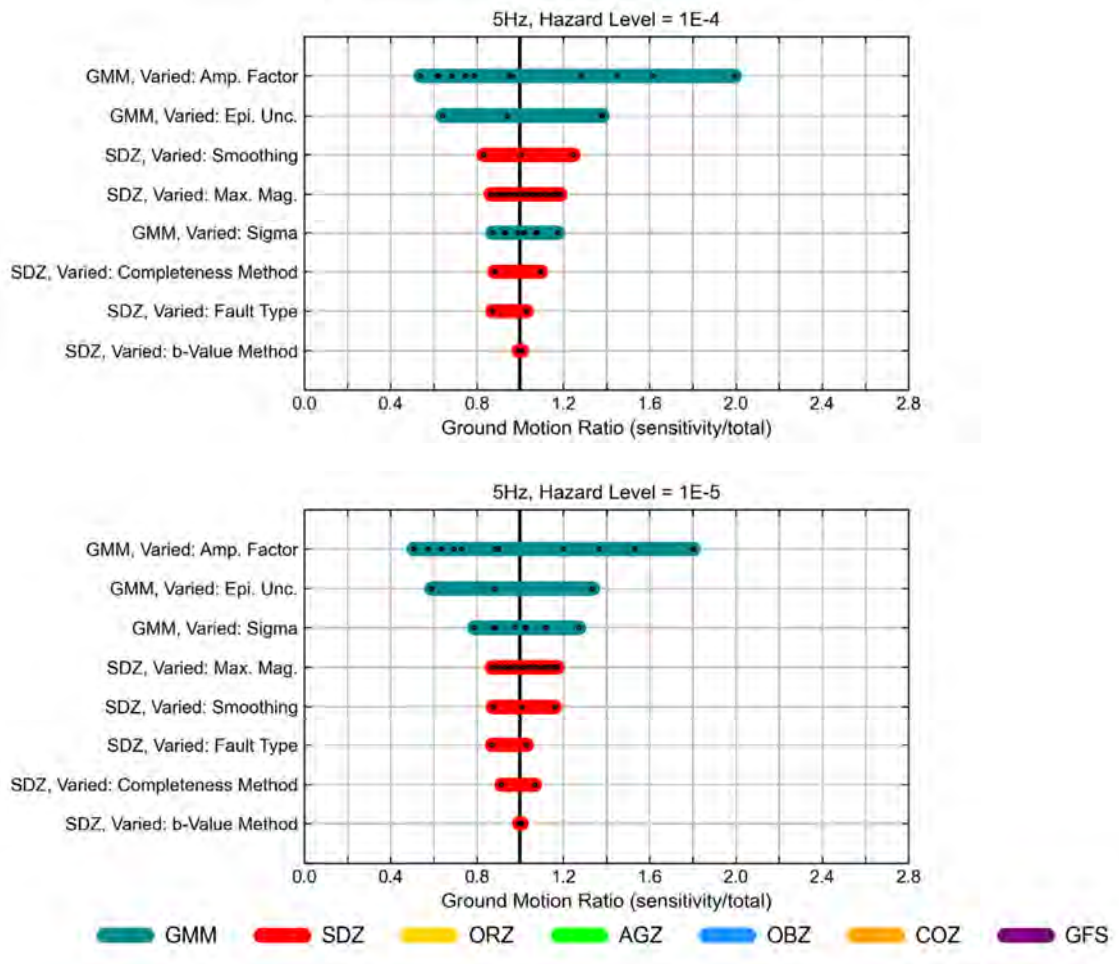 5Hz, Hazard Level = 1E-4
GMM, Varied: Amp. Factor
GMM, Varied: Epi. Unc.
SDZ, Varied: Smoothing
SDZ, Varied: Max. Mag.
GMM, Varied: Sigma
SDZ, Varied: Completeness Method
SDZ, Varied: Fault Type
SDZ, Varied: b-Value Method
0.0 0.4 0.8 1.2 1.6 2.0 2.4 2.8
Ground Motion Ratio (sensitivity/total)
5Hz, Hazard Level = 1E-5
GMM, Varied: Amp. Factor
GMM, Varied: Epi. Unc.
GMM, Varied: Sigma
SDZ, Varied: Max. Mag.
SDZ, Varied: Smoothing
SDZ, Varied: Fault Type
SDZ, Varied: Completeness Method
SDZ, Varied: b-Value Method
0.0 0.4 0.8 1.2 1.6 2.0 2.4 2.8
Ground Motion Ratio (sensitivity/total)
GMM SDZ ORZ AGZ OBZ COZ GFS